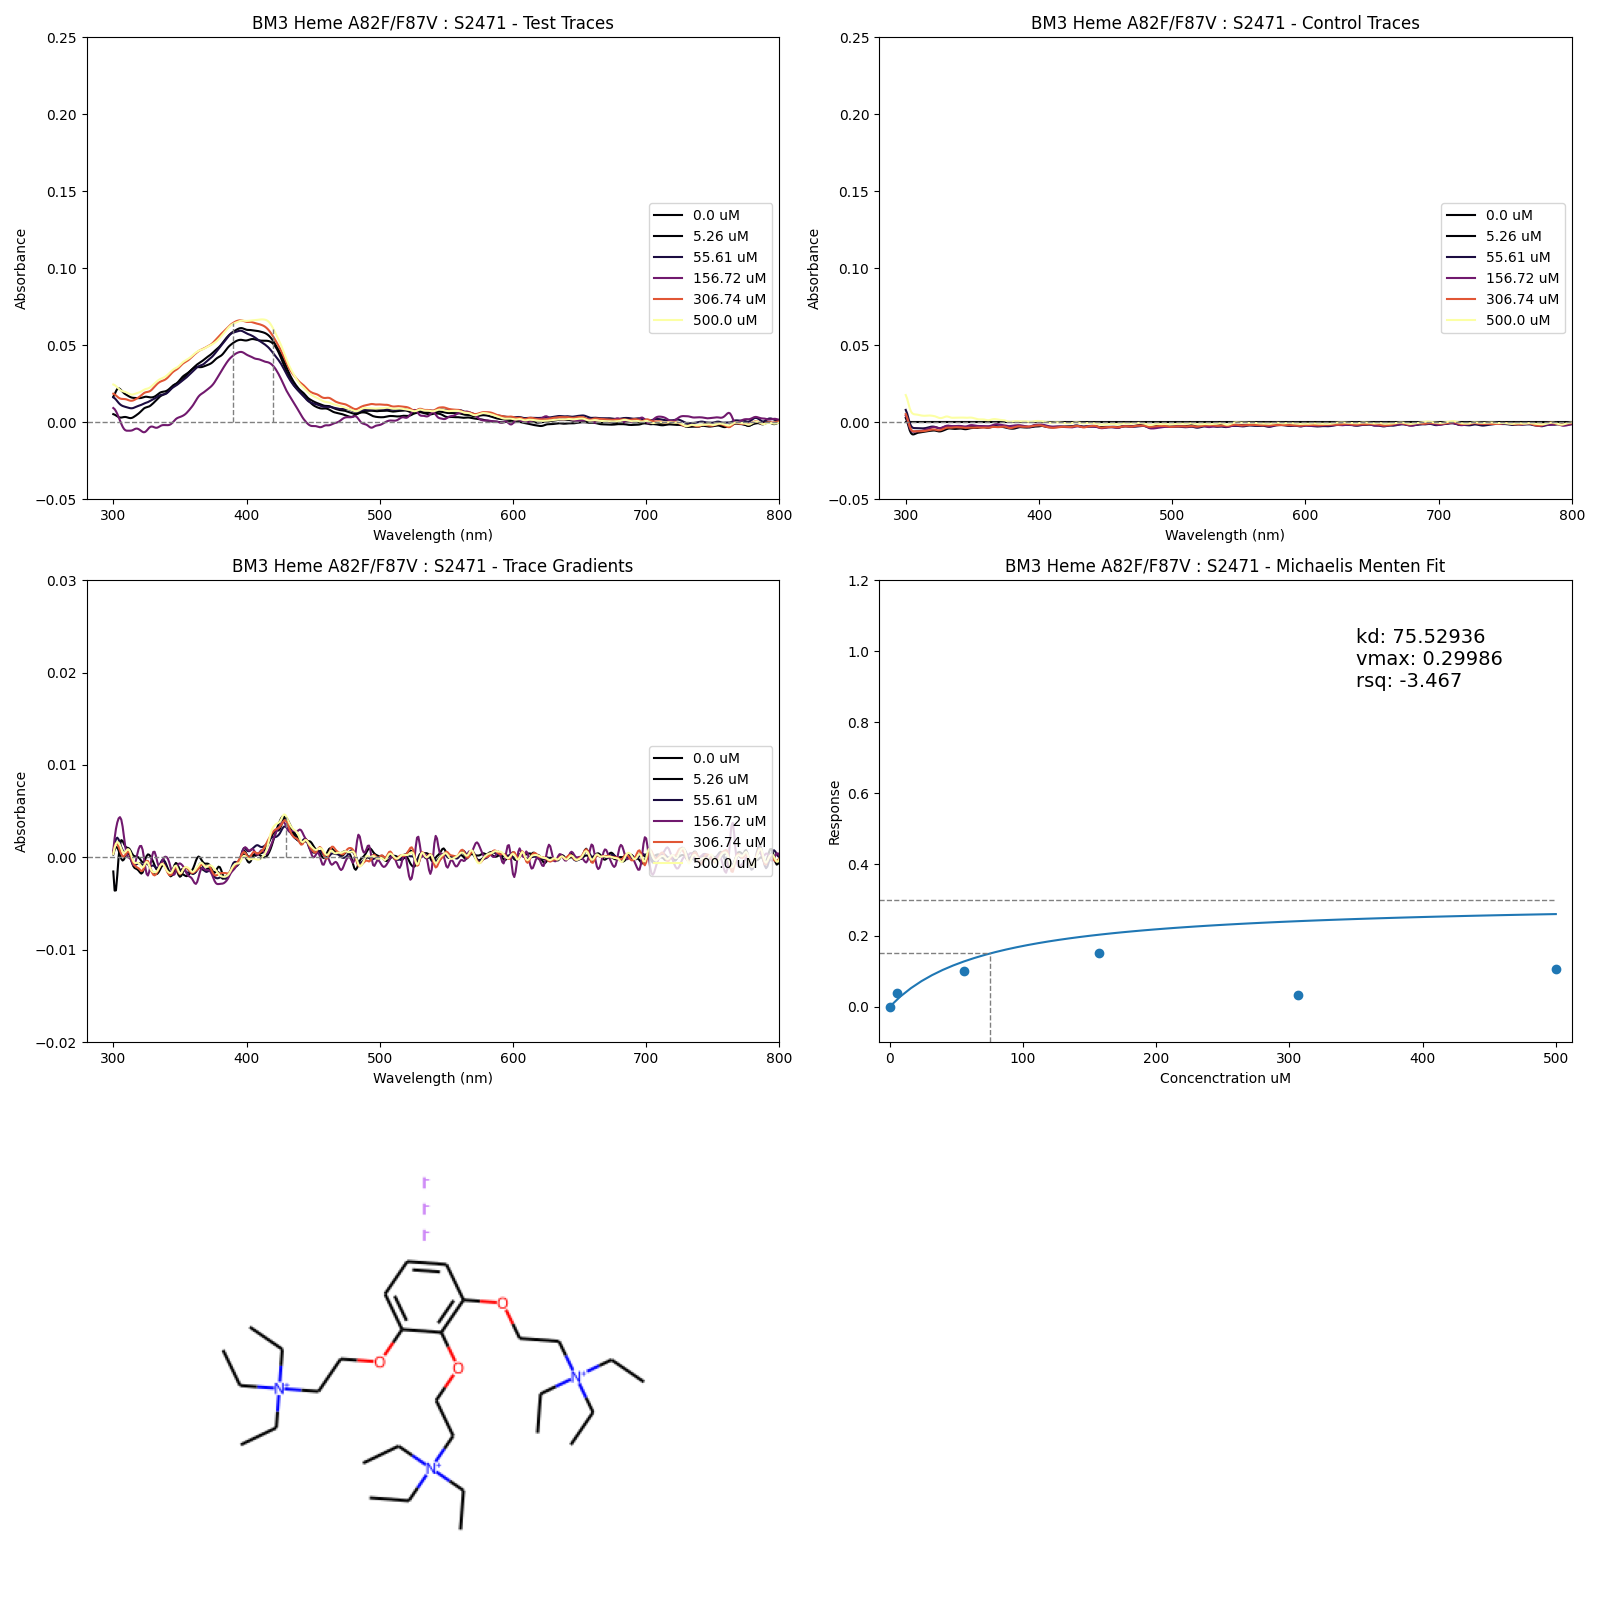 BM3 Heme A82F/F87V : S2471 - Test Traces
0.25
0.20
0.15
0.10
0.05
0.00
−0.05
Absorbance
300 400 500 600 700 800
Wavelength (nm)
0.0 uM
5.26 uM
55.61 uM
156.72 uM
306.74 uM
500.0 uM
BM3 Heme A82F/F87V : S2471 - Control Traces
0.25
0.20
0.15
0.10
0.05
0.00
−0.05
Absorbance
300 400 500 600 700 800
Wavelength (nm)
0.0 uM
5.26 uM
55.61 uM
156.72 uM
306.74 uM
500.0 uM
BM3 Heme A82F/F87V : S2471 - Trace Gradients
0.03
0.02
0.01
0.00
−0.01
−0.02
Absorbance
300 400 500 600 700 800
Wavelength (nm)
0.0 uM
5.26 uM
55.61 uM
156.72 uM
306.74 uM
500.0 uM
BM3 Heme A82F/F87V : S2471 - Michaelis Menten Fit
1.2
1.0
0.8
0.6
0.4
0.2
0.0
Response
0 100 200 300 400 500
Concenctration uM
kd: 75.52936
vmax: 0.29986
rsq: -3.467
I⁻
I⁻
I⁻
O
O
O
N⁺
N⁺
N⁺